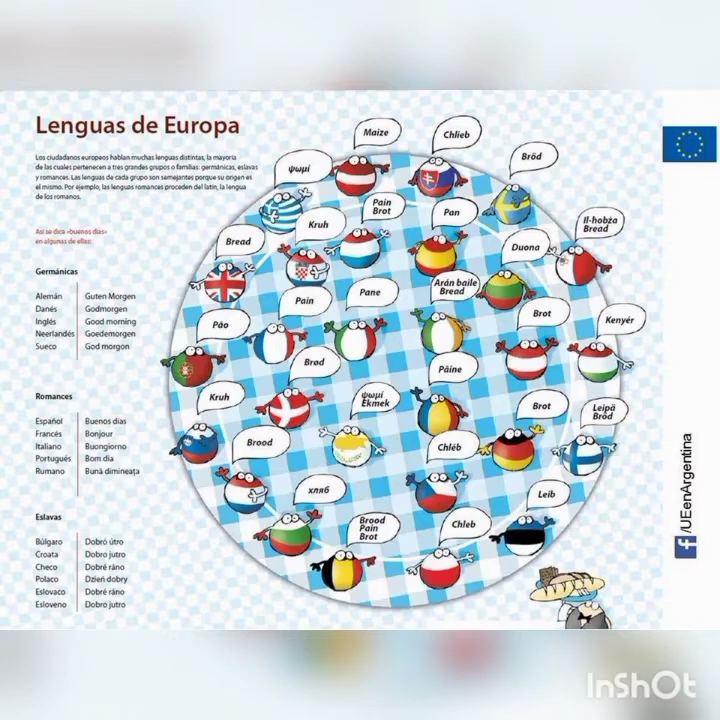 Lenguas de Europa
Los ciudadanos europeos hablan muchas lenguas distintas, la mayoría
de las cuales pertenecen a tres grandes grupos o familias: germánicas, eslavas
y romances. Las lenguas de cada grupo son semejantes porque su origen es
el mismo. Por ejemplo, las lenguas romances proceden del latín, la lengua
de los romanos.
Así se dice «buenos días»
en algunas de ellas:
Germánicas
Alemán Guten Morgen
Danés Godmorgen
Inglés Good morning
Neerlandés Goedemorgen
Sueco God morgon
Romances
Español Buenos días
Francés Bonjour
Italiano Buongiorno
Portugués Bom dia
Rumano Bună dimineața
Eslavas
Búlgaro Dobró útro
Croata Dobro jutro
Checo Dobré ráno
Polaco Dzień dobry
Eslovaco Dobré ráno
Esloveno Dobro jutro
Maize
Chlieb
Bröd
ψωμί
Pain
Brot
Pan
Il-hobża
Bread
Kruh
Bread
Duona
Arán baile
Bread
Pain
Pane
Brot
Kenyér
Pão
Brød
Pâine
Kruh
ψωμί
Ekmek
Brot
Leipä
Bröd
Brood
Chléb
хляб
Leib
Brood
Pain
Brot
Chleb
f/UEenArgentina
InShOt